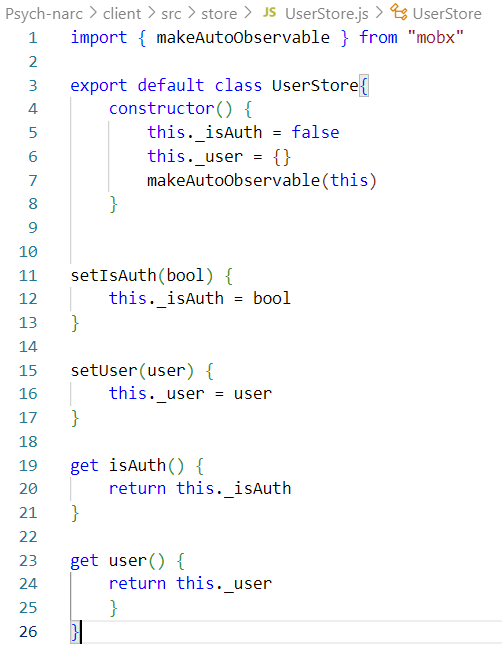 Psych-narc > client > src > store > JS UserStore.js > UserStore
1 import { makeAutoObservable } from "mobx"
2
3 export default class UserStore{
4     constructor() {
5         this._isAuth = false
6         this._user = {}
7         makeAutoObservable(this)
8     }
9
10
11 setIsAuth(bool) {
12     this._isAuth = bool
13 }
14
15 setUser(user) {
16     this._user = user
17 }
18
19 get isAuth() {
20     return this._isAuth
21 }
22
23 get user() {
24     return this._user
25     }
26 }